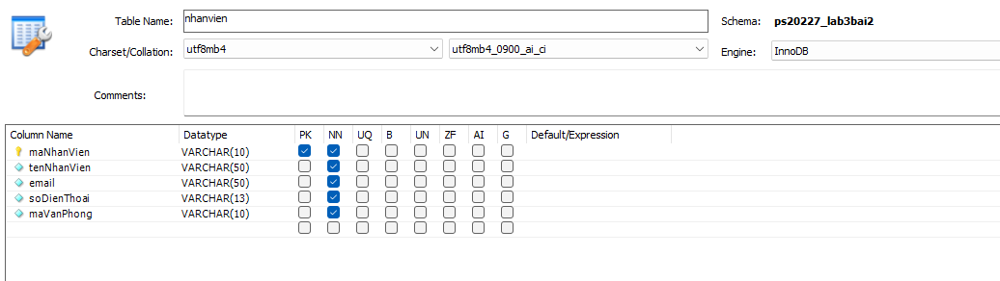 Table Name: nhanvien Schema: ps20227_lab3bai2
Charset/Collation: utf8mb4 utf8mb4_0900_ai_ci Engine: InnoDB
Comments:
Column Name Datatype PK NN UQ B UN ZF AI G Default/Expression
maNhanVien VARCHAR(10)
tenNhanVien VARCHAR(50)
email VARCHAR(50)
soDienThoai VARCHAR(13)
maVanPhong VARCHAR(10)